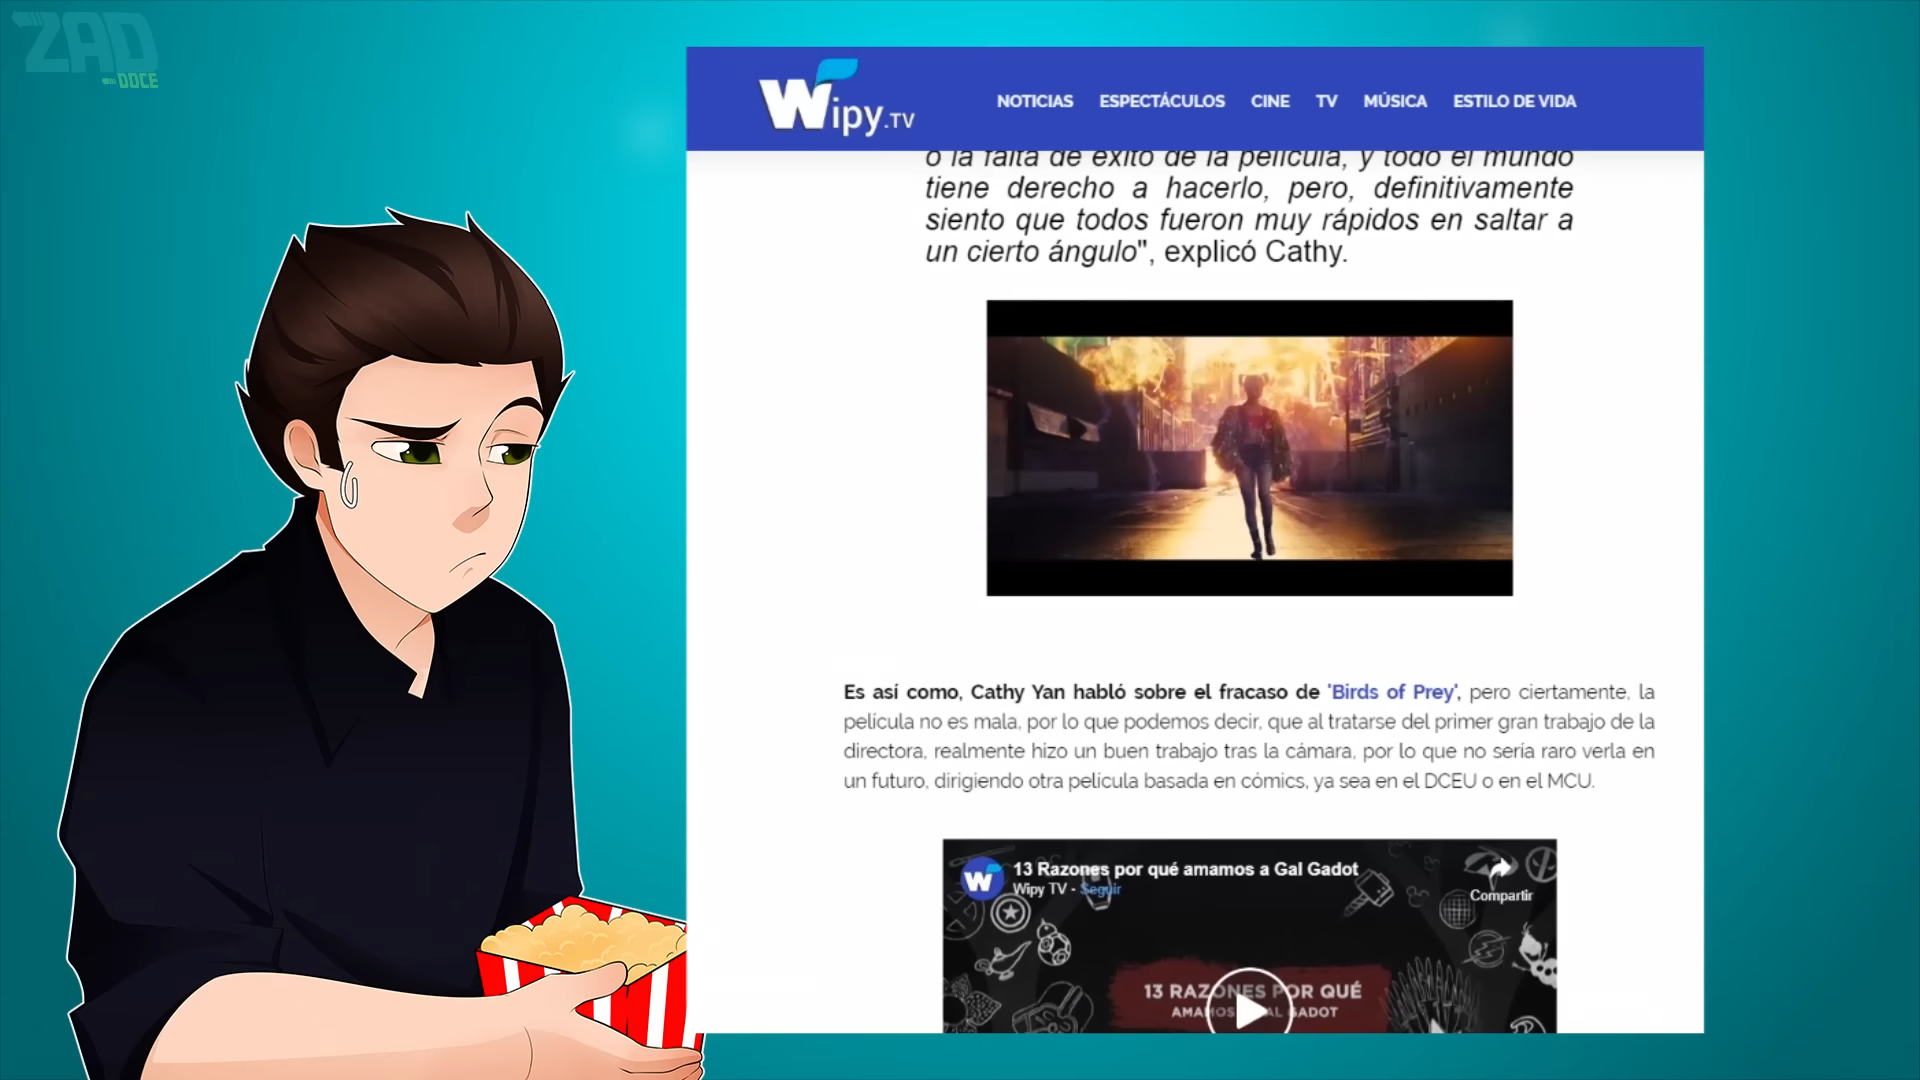 ZAD
DOCE
Wipy.TV
NOTICIAS ESPECTÁCULOS CINE TV MÚSICA ESTILO DE VIDA
o la falta de éxito de la película, y todo el mundo
tiene derecho a hacerlo, pero, definitivamente
siento que todos fueron muy rápidos en saltar a
un cierto ángulo", explicó Cathy.
Es así como, Cathy Yan habló sobre el fracaso de 'Birds of Prey', pero ciertamente, la
película no es mala, por lo que podemos decir, que al tratarse del primer gran trabajo de la
directora, realmente hizo un buen trabajo tras la cámara, por lo que no sería raro verla en
un futuro, dirigiendo otra película basada en cómics, ya sea en el DCEU o en el MCU.
W
13 Razones por qué amamos a Gal Gadot
Wipy TV - Seguir
Compartir
13 RAZONES POR QUÉ
GADOT